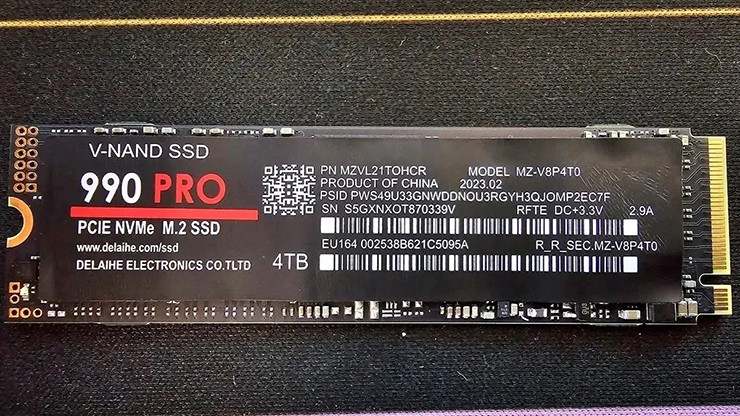 V-NAND SSD
990 PRO
PCIE NVMe M.2 SSD
www.delaihe.com/ssd
DELAIHE ELECTRONICS CO.TLTD
4TB
PN MZVL21TOHCR MODEL MZ-V8P4T0
PRODUCT OF CHINA 2023.02
PSID PWS49U33GNWDDNOU3RGYH3QJOMP2EC7F
SN S5GXNXOT870339V RFTE DC+3.3V 2.9A
EU164 002538B621C5095A R_R_SEC.MZ-V8P4T0